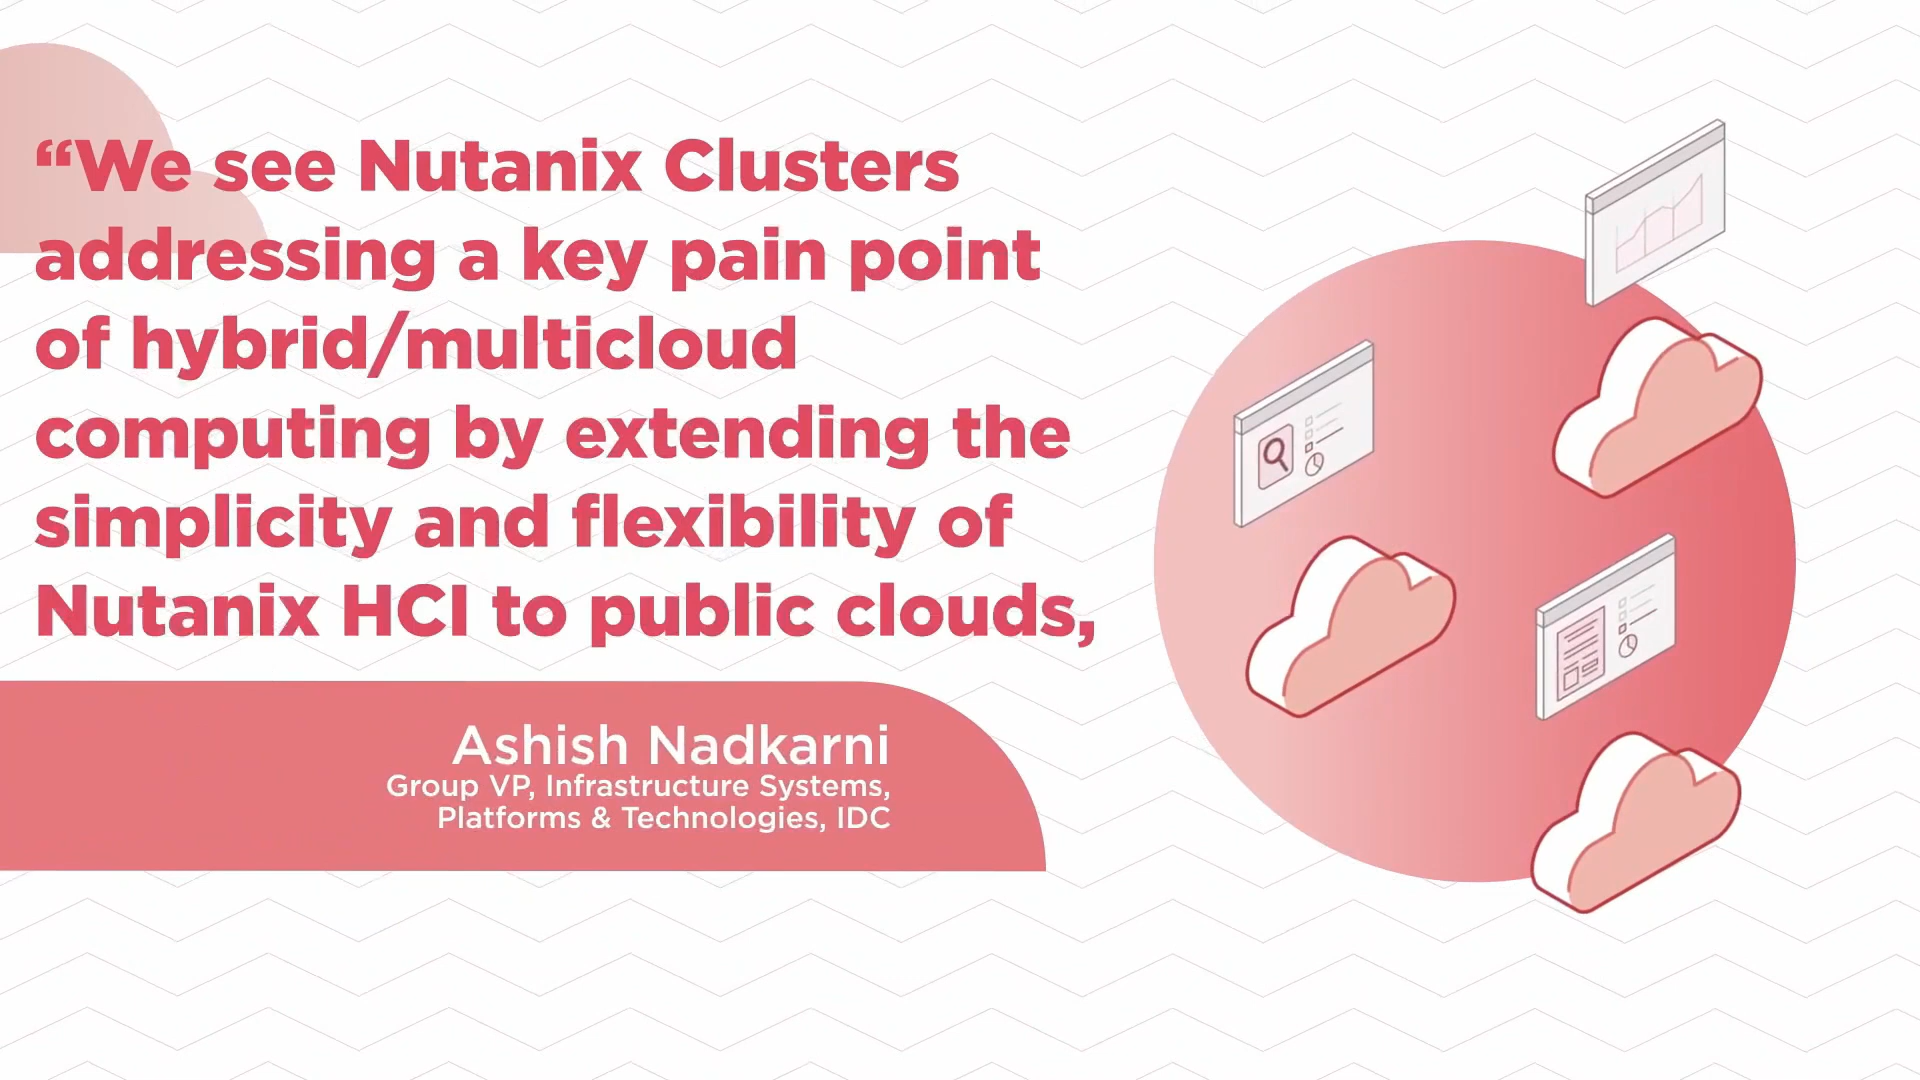 “We see Nutanix Clusters
addressing a key pain point
of hybrid/multicloud
computing by extending the
simplicity and flexibility of
Nutanix HCI to public clouds,
Ashish Nadkarni
Group VP, Infrastructure Systems,
Platforms & Technologies, IDC